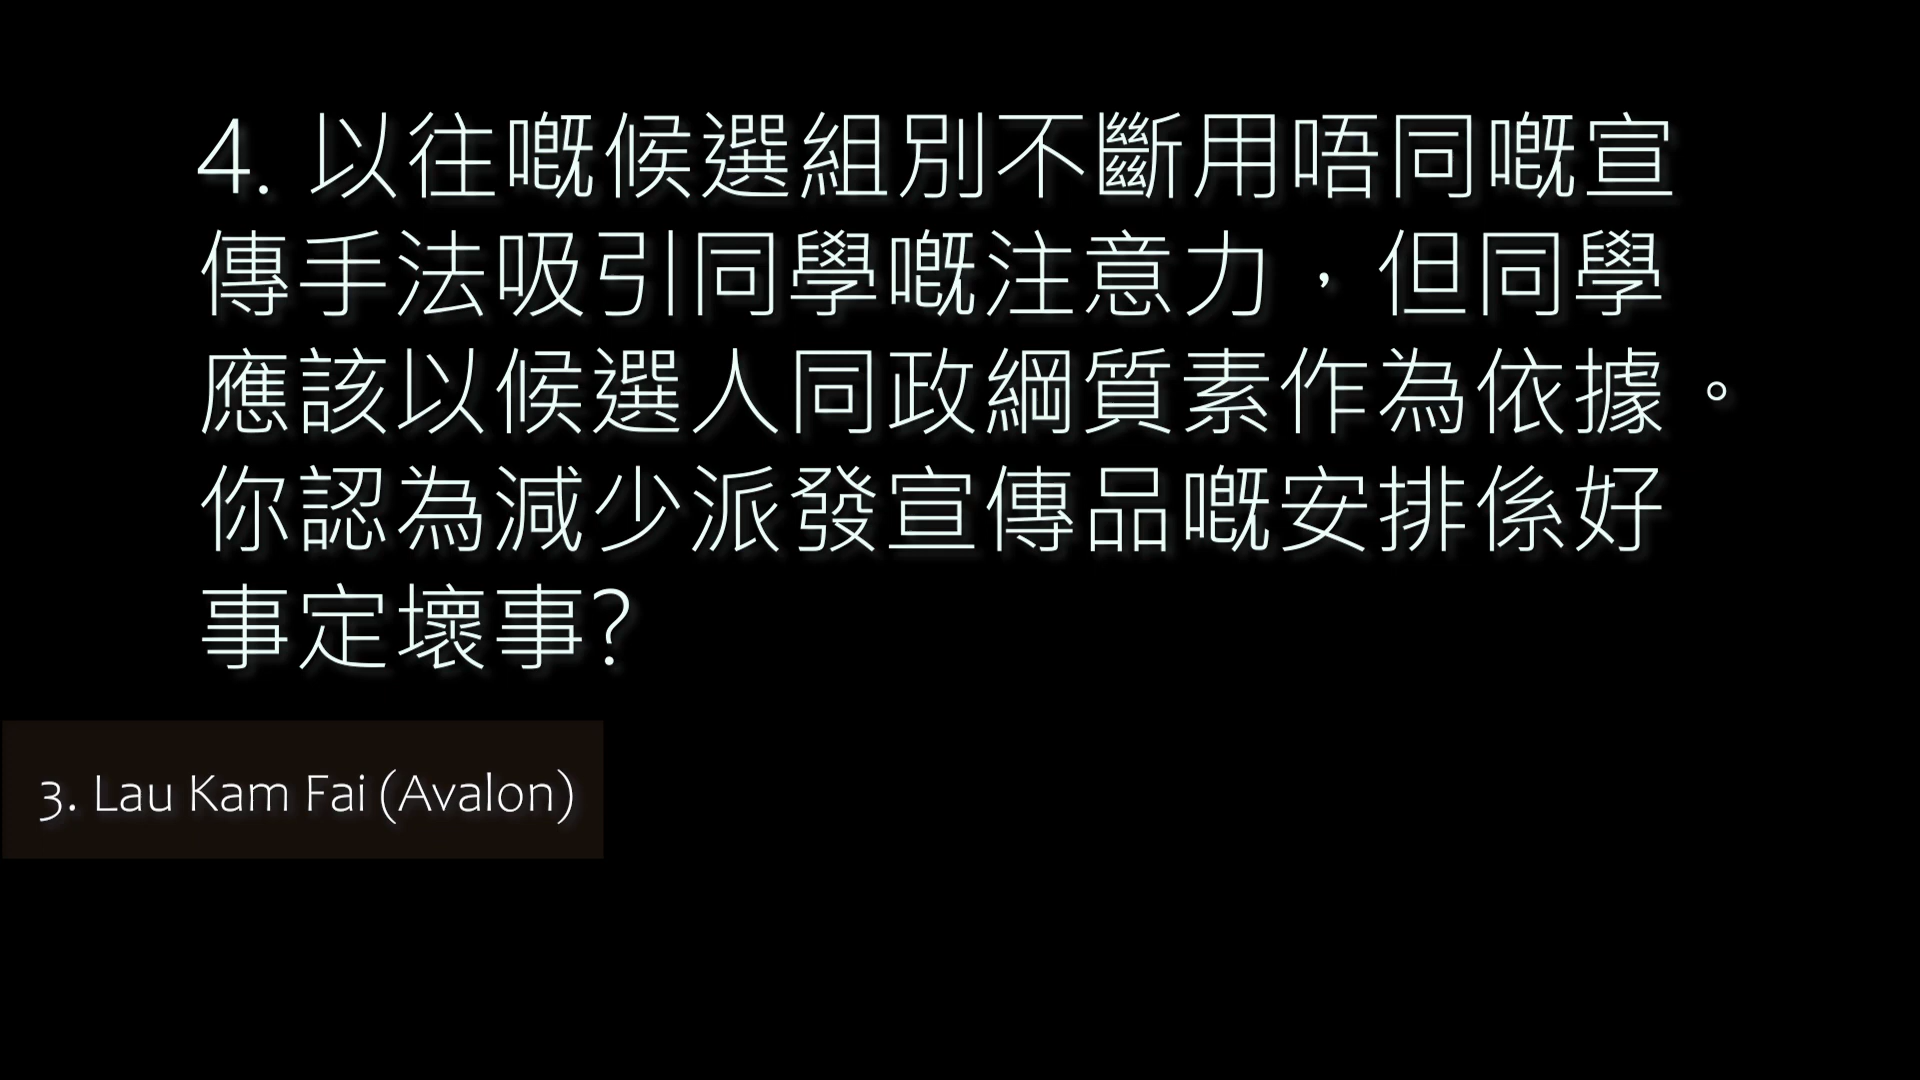 4. 以往嘅候選組別不斷用唔同嘅宣
傳手法吸引同學嘅注意力，但同學
應該以候選人同政綱質素作為依據。
你認為減少派發宣傳品嘅安排係好
事定壞事?
3. Lau Kam Fai (Avalon)